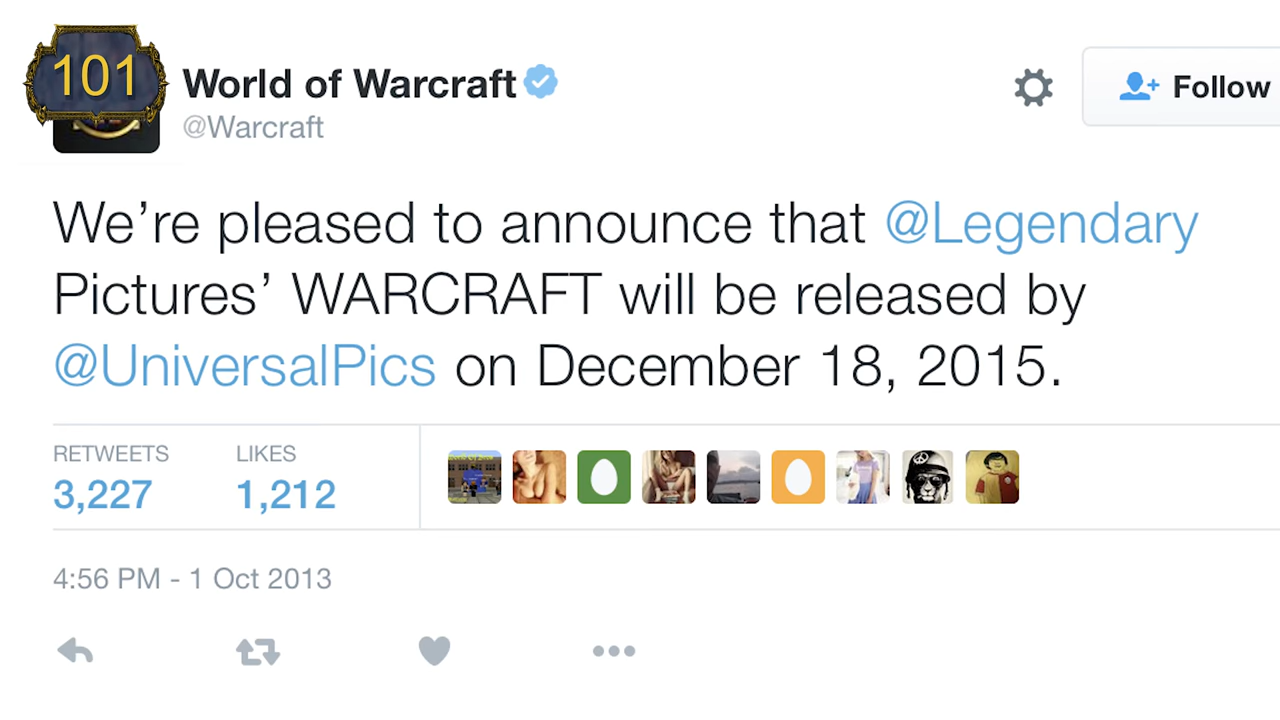 101
World of Warcraft
@Warcraft
Follow
We’re pleased to announce that @Legendary
Pictures’ WARCRAFT will be released by
@UniversalPics on December 18, 2015.
RETWEETS LIKES
3,227 1,212
4:56 PM - 1 Oct 2013